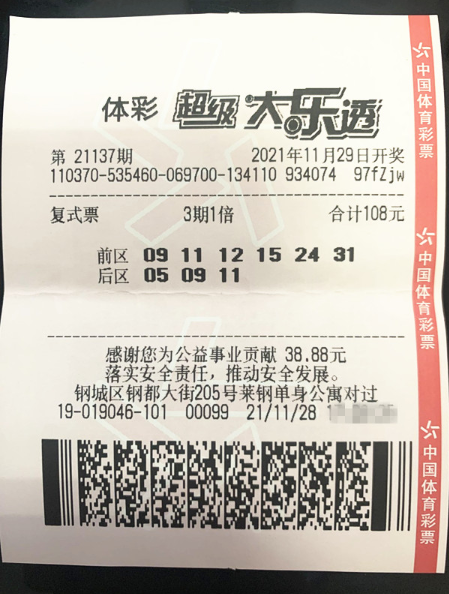 体彩 超级大乐透
第 21137期 2021年11月29日开奖
110370-535460-069700-134110 934074 97fZjw
复式票 3期1倍 合计108元
前区 09 11 12 15 24 31
后区 05 09 11
感谢您为公益事业贡献 38.88元
落实安全责任，推动安全发展。
钢城区钢都大街205号莱钢单身公寓对过
19-019046-101 00099 21/11/28
中国体育彩票
中国体育彩票
中国体育彩票